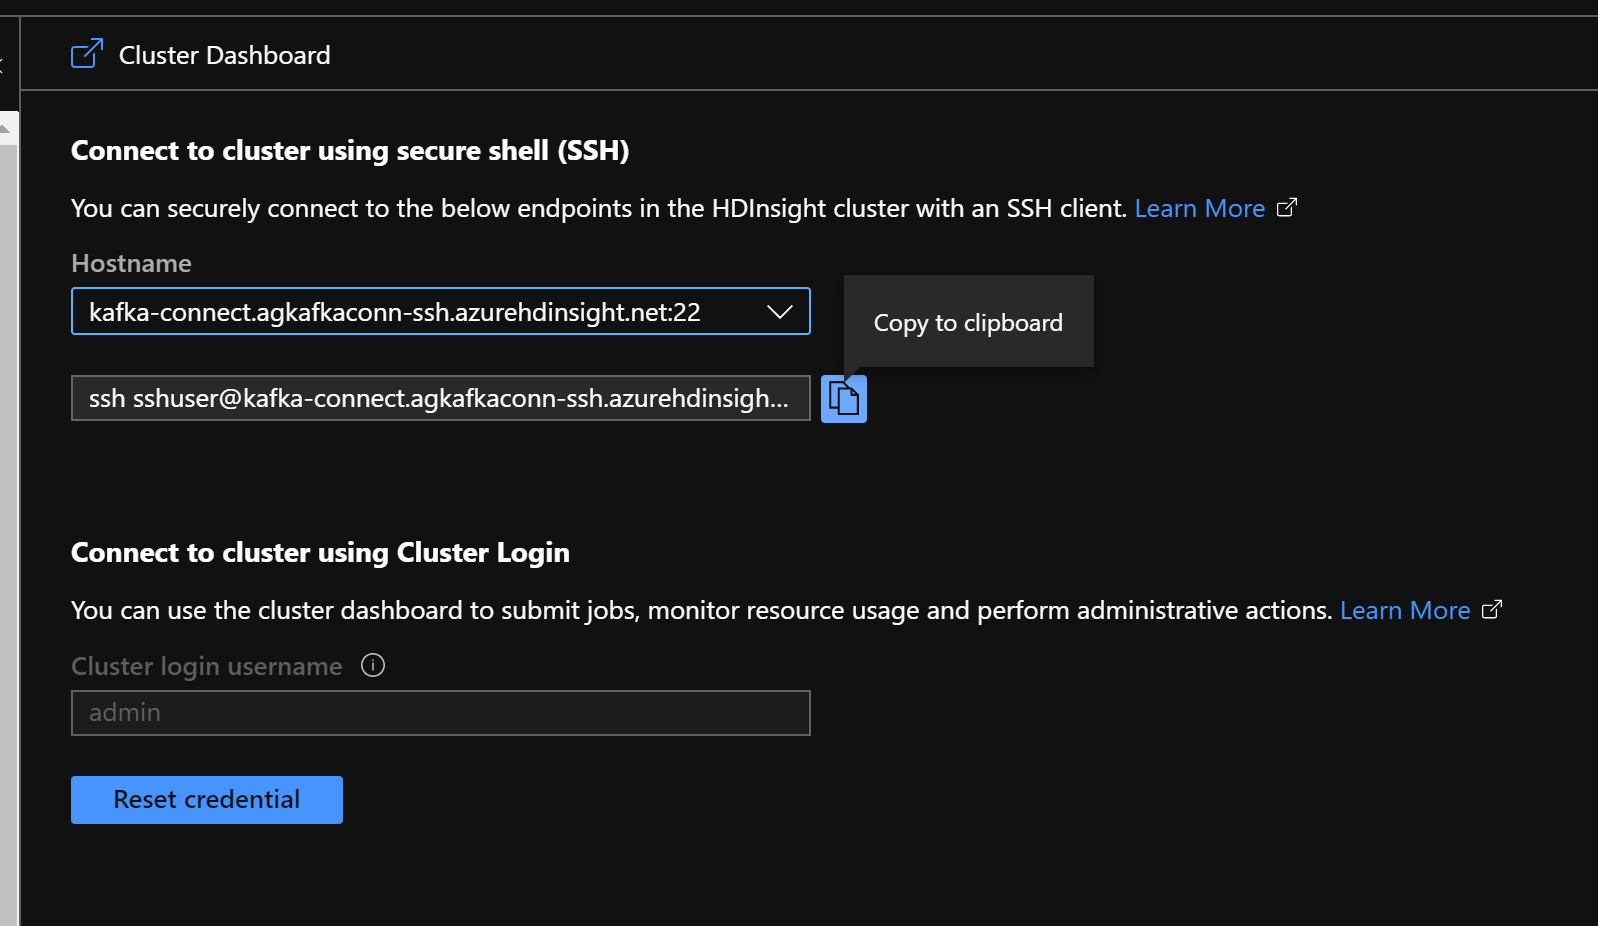 Cluster Dashboard
Connect to cluster using secure shell (SSH)
You can securely connect to the below endpoints in the HDInsight cluster with an SSH client. Learn More
Hostname
kafka-connect.agkafkaconn-ssh.azurehdinsight.net:22
Copy to clipboard
ssh sshuser@kafka-connect.agkafkaconn-ssh.azurehdinsigh...
Connect to cluster using Cluster Login
You can use the cluster dashboard to submit jobs, monitor resource usage and perform administrative actions. Learn More
Cluster login username
admin
Reset credential